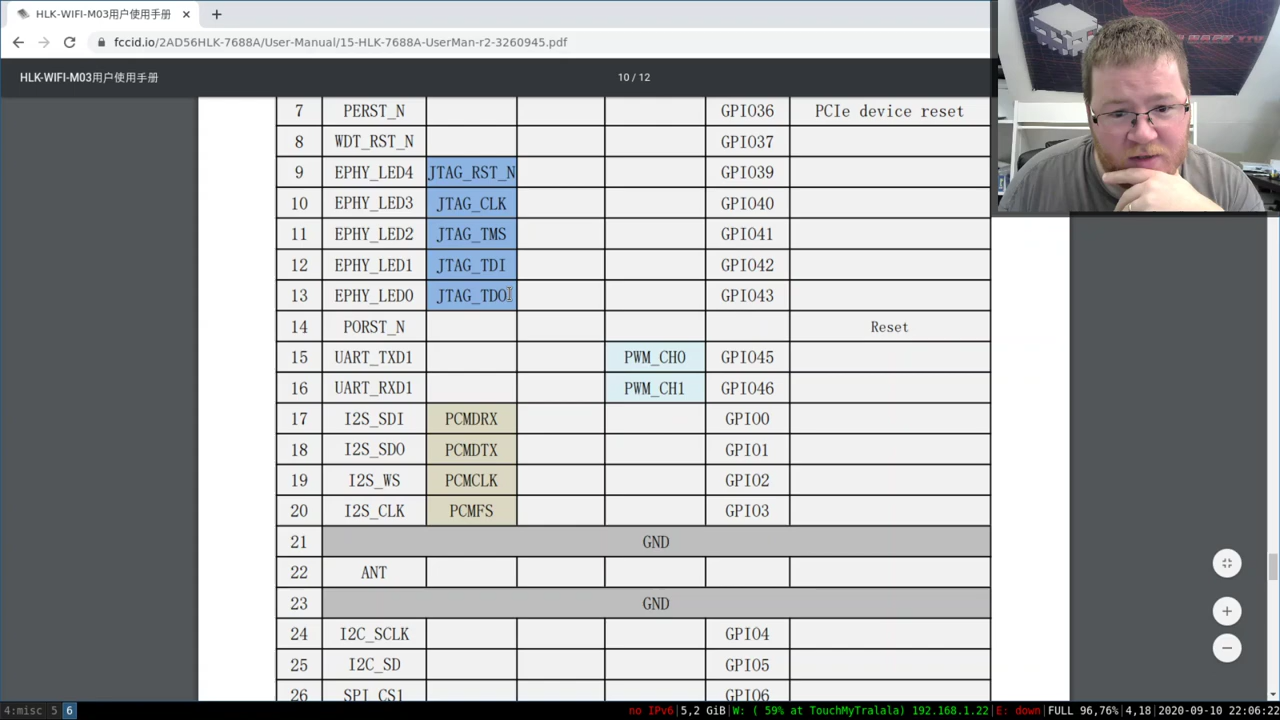 HLK-WIFI-M03用户使用手册
fccid.io/2AD56HLK-7688A/User-Manual/15-HLK-7688A-UserMan-r2-3260945.pdf
HLK-WIFI-M03用户使用手册 10 / 12
7 PERST_N GPIO36 PCIe device reset
8 WDT_RST_N GPIO37
9 EPHY_LED4 JTAG_RST_N GPIO39
10 EPHY_LED3 JTAG_CLK GPIO40
11 EPHY_LED2 JTAG_TMS GPIO41
12 EPHY_LED1 JTAG_TDI GPIO42
13 EPHY_LED0 JTAG_TDO GPIO43
14 PORST_N Reset
15 UART_TXD1 PWM_CH0 GPIO45
16 UART_RXD1 PWM_CH1 GPIO46
17 I2S_SDI PCMDRX GPIO0
18 I2S_SDO PCMDTX GPIO1
19 I2S_WS PCMCLK GPIO2
20 I2S_CLK PCMFS GPIO3
21 GND
22 ANT
23 GND
24 I2C_SCLK GPIO4
25 I2C_SD GPIO5
26 SPI_CS1 GPIO6
4:misc 5 6 no IPv6 | 5,2 GiB | W: ( 59% at TouchMyTralala) 192.168.1.22 | E: down | FULL 96,76% | 4,18 | 2020-09-10 22:06:22